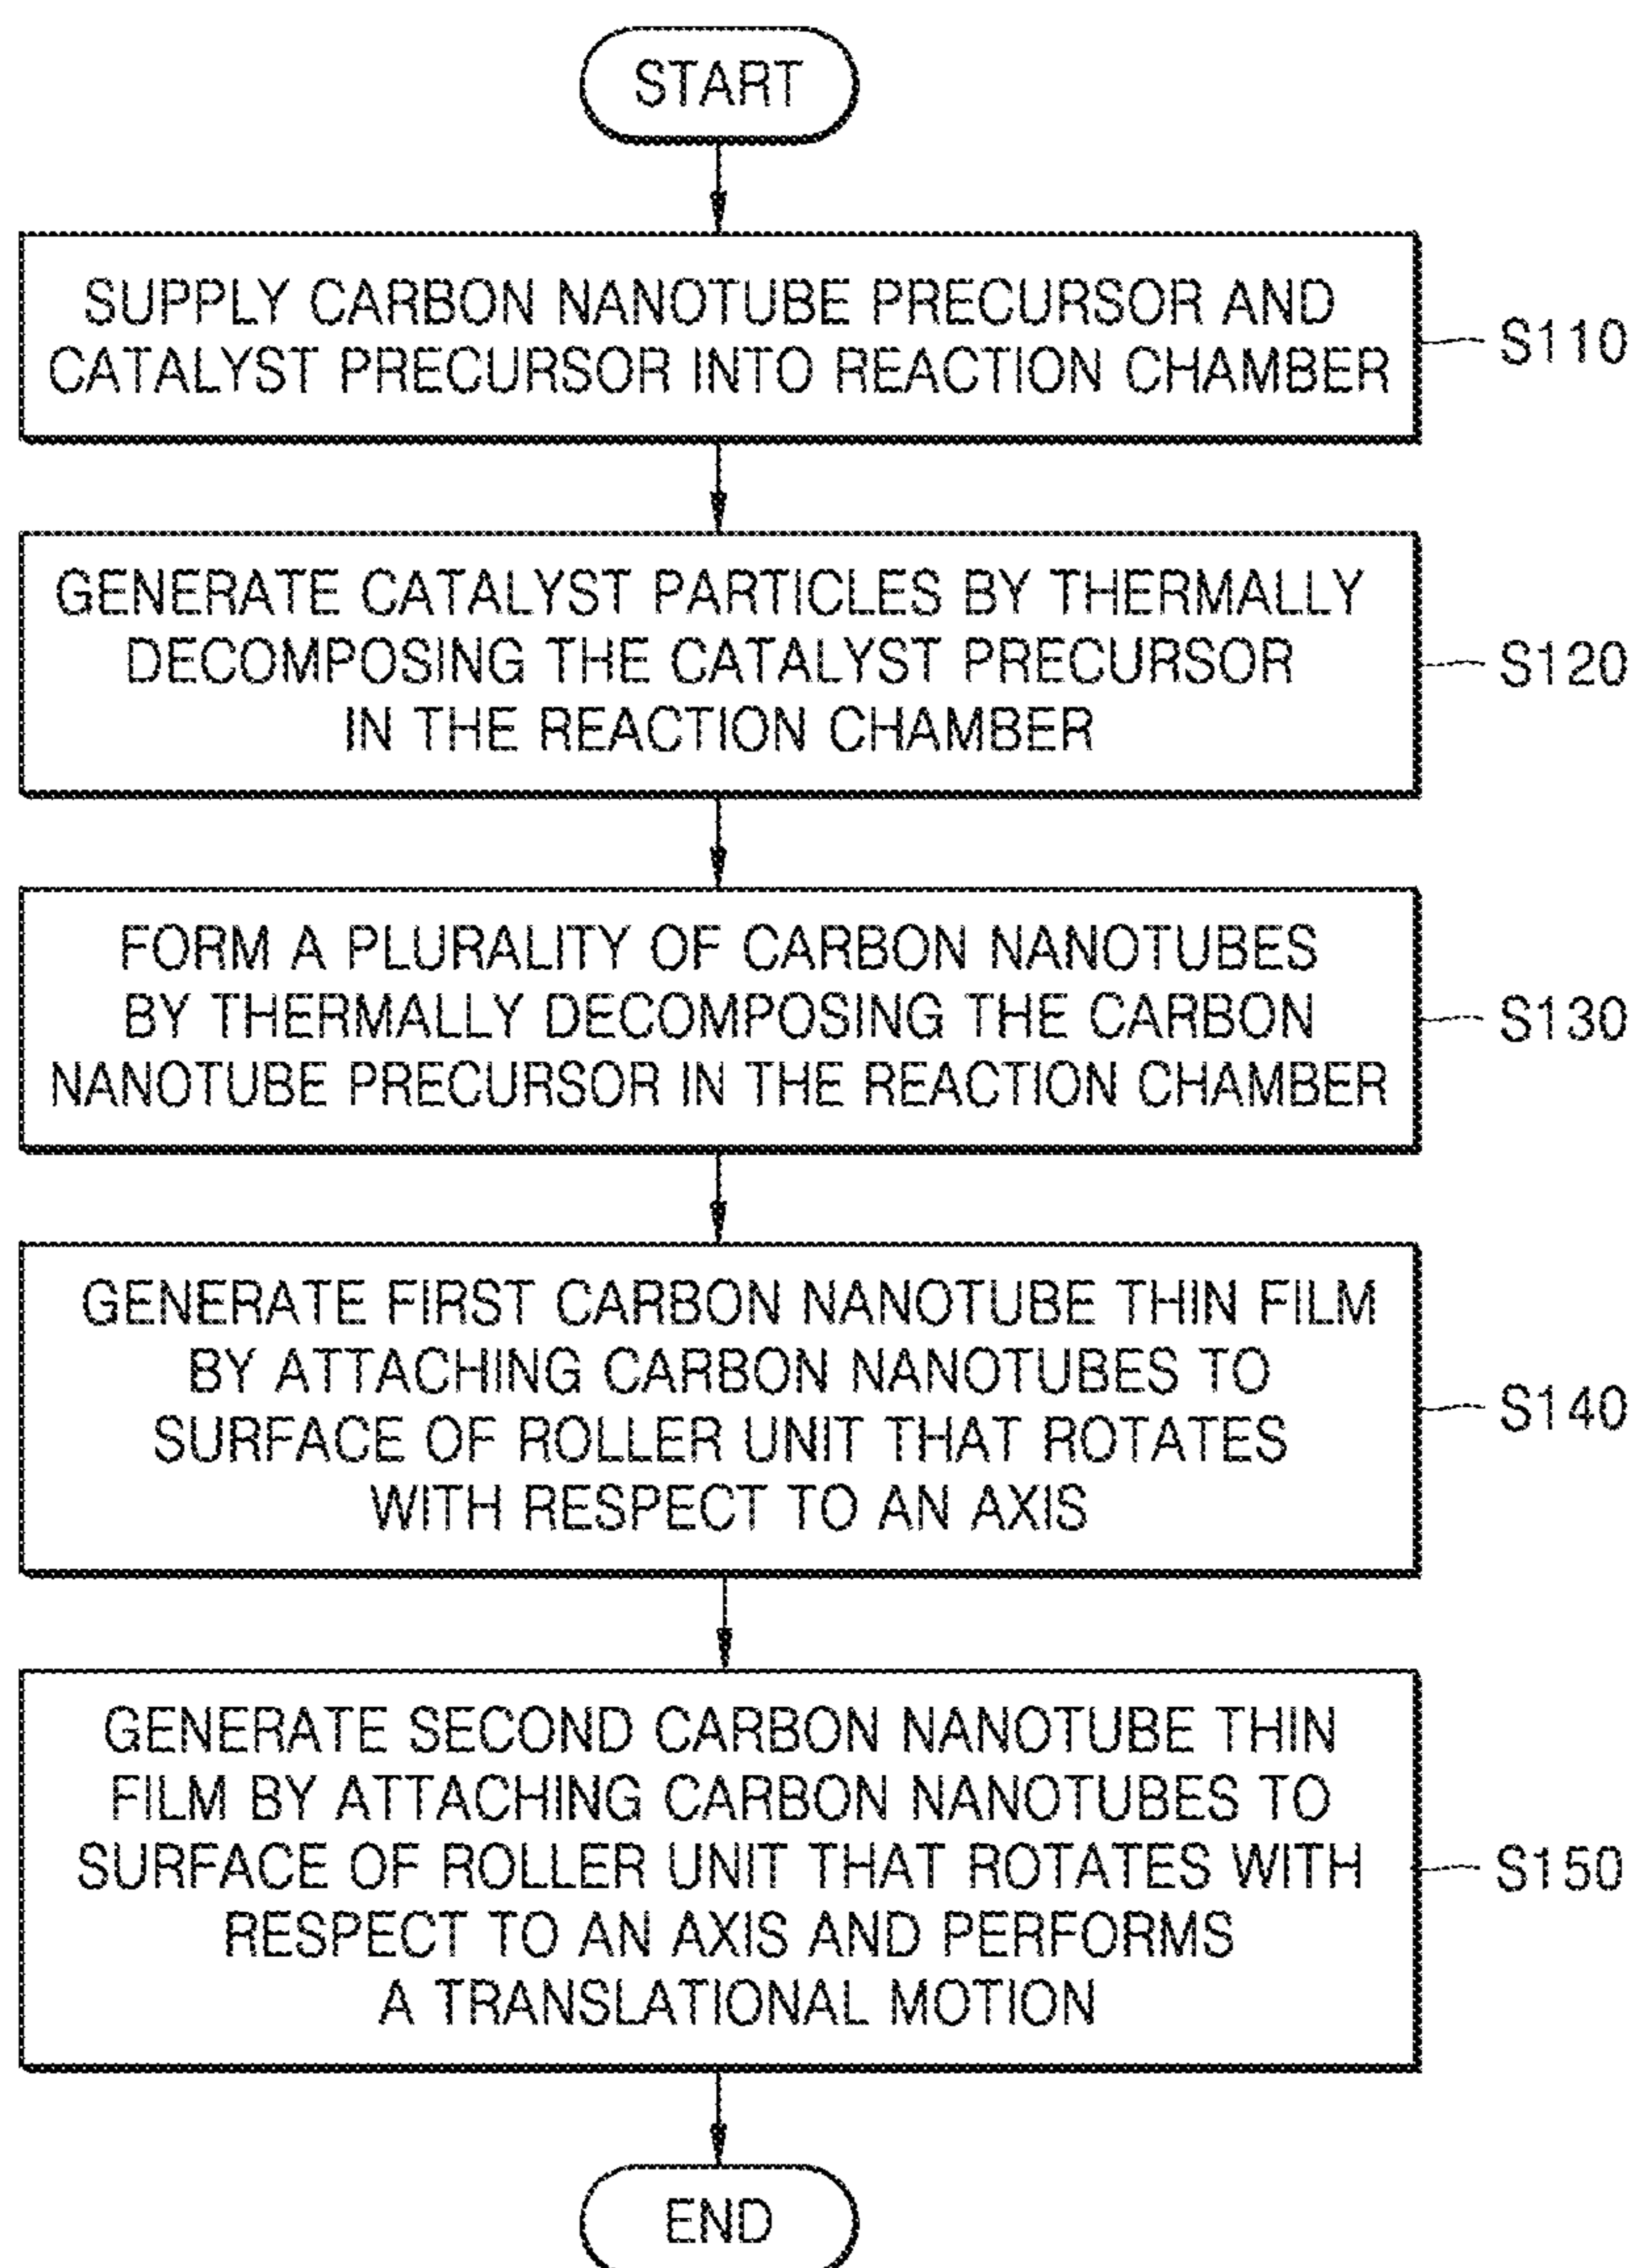 START
SUPPLY CARBON NANOTUBE PRECURSOR AND
CATALYST PRECURSOR INTO REACTION CHAMBER
S110
GENERATE CATALYST PARTICLES BY THERMALLY
DECOMPOSING THE CATALYST PRECURSOR
IN THE REACTION CHAMBER
S120
FORM A PLURALITY OF CARBON NANOTUBES
BY THERMALLY DECOMPOSING THE CARBON
NANOTUBE PRECURSOR IN THE REACTION CHAMBER
S130
GENERATE FIRST CARBON NANOTUBE THIN FILM
BY ATTACHING CARBON NANOTUBES TO
SURFACE OF ROLLER UNIT THAT ROTATES
WITH RESPECT TO AN AXIS
S140
GENERATE SECOND CARBON NANOTUBE THIN
FILM BY ATTACHING CARBON NANOTUBES TO
SURFACE OF ROLLER UNIT THAT ROTATES WITH
RESPECT TO AN AXIS AND PERFORMS
A TRANSLATIONAL MOTION
S150
END